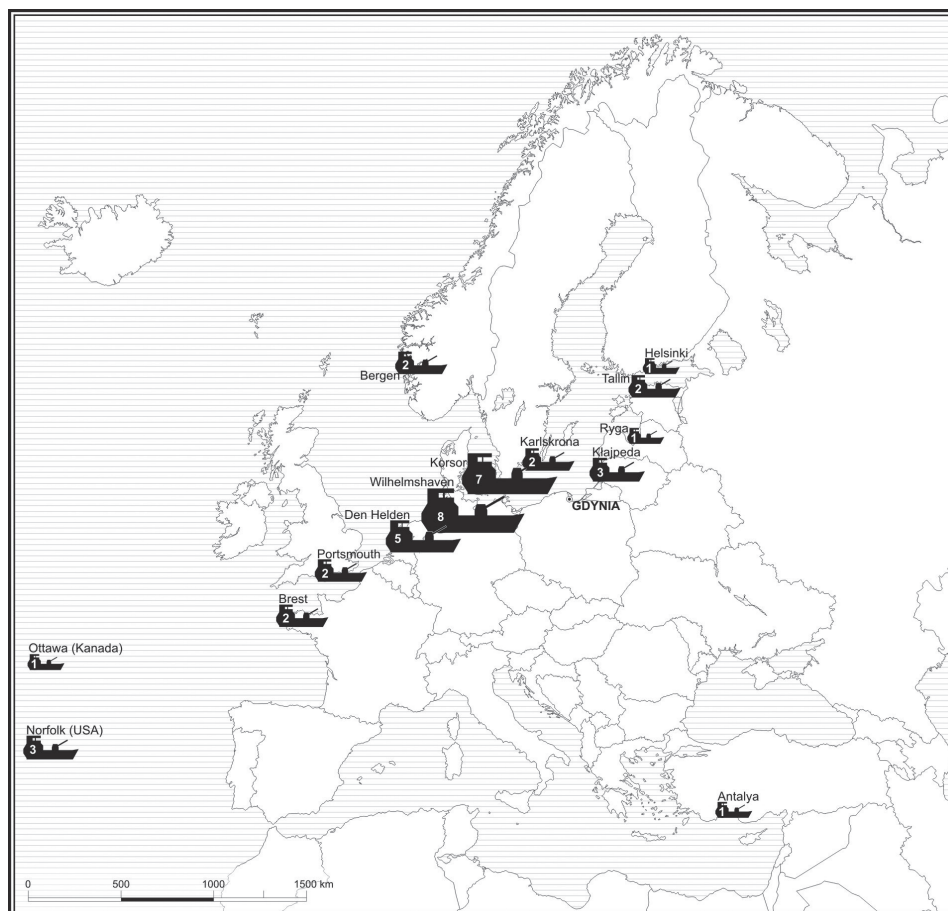 Helsinki
1
Bergen
2
Tallin
2
Ryga
1
Karlskrona
2
Kłajpeda
3
Korsor
7
Wilhelmshaven
8
GDYNIA
Den Helden
5
Portsmouth
2
Brest
2
Ottawa (Kanada)
1
Norfolk (USA)
3
Antalya
1
0 500 1000 1500 km